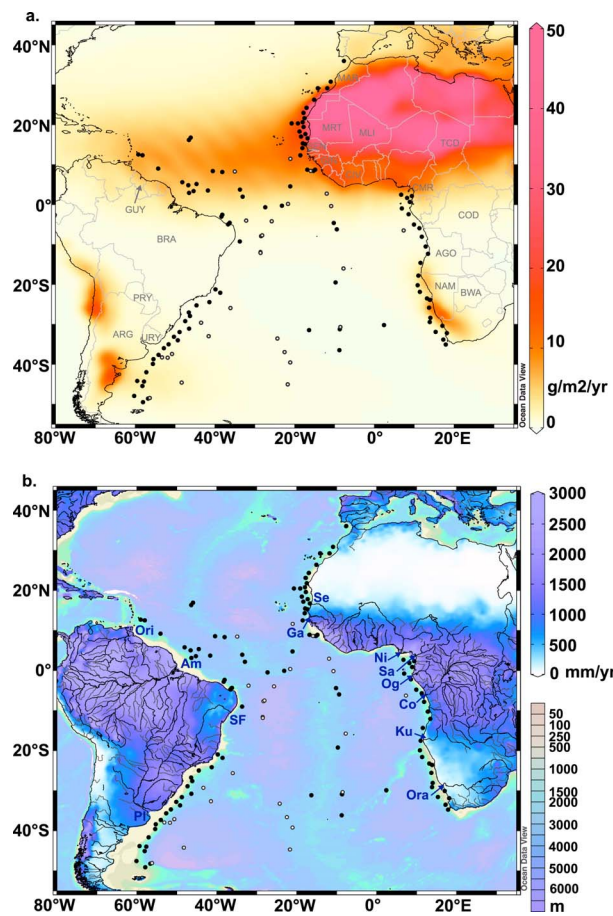 a.
40°N
20°N
0°N
20°S
40°S
MAR
MRT
MLI
TCD
CMR
COD
AGO
NAM
BWA
GUY
BRA
PRY
ARG
URY
50
40
30
20
10
g/m2/yr
0
Ocean Data View
80°W
60°W
40°W
20°W
0°
20°E
b.
40°N
20°N
0°N
20°S
40°S
Ori
Am
SF
Pl
Se
Ga
Ni
Sa
Og
Co
Ku
Ora
3000
2500
2000
1500
1000
500
0 mm/yr
50
100
250
500
1000
1500
2000
3000
4000
5000
6000
m
Ocean Data View
80°W
60°W
40°W
20°W
0°
20°E